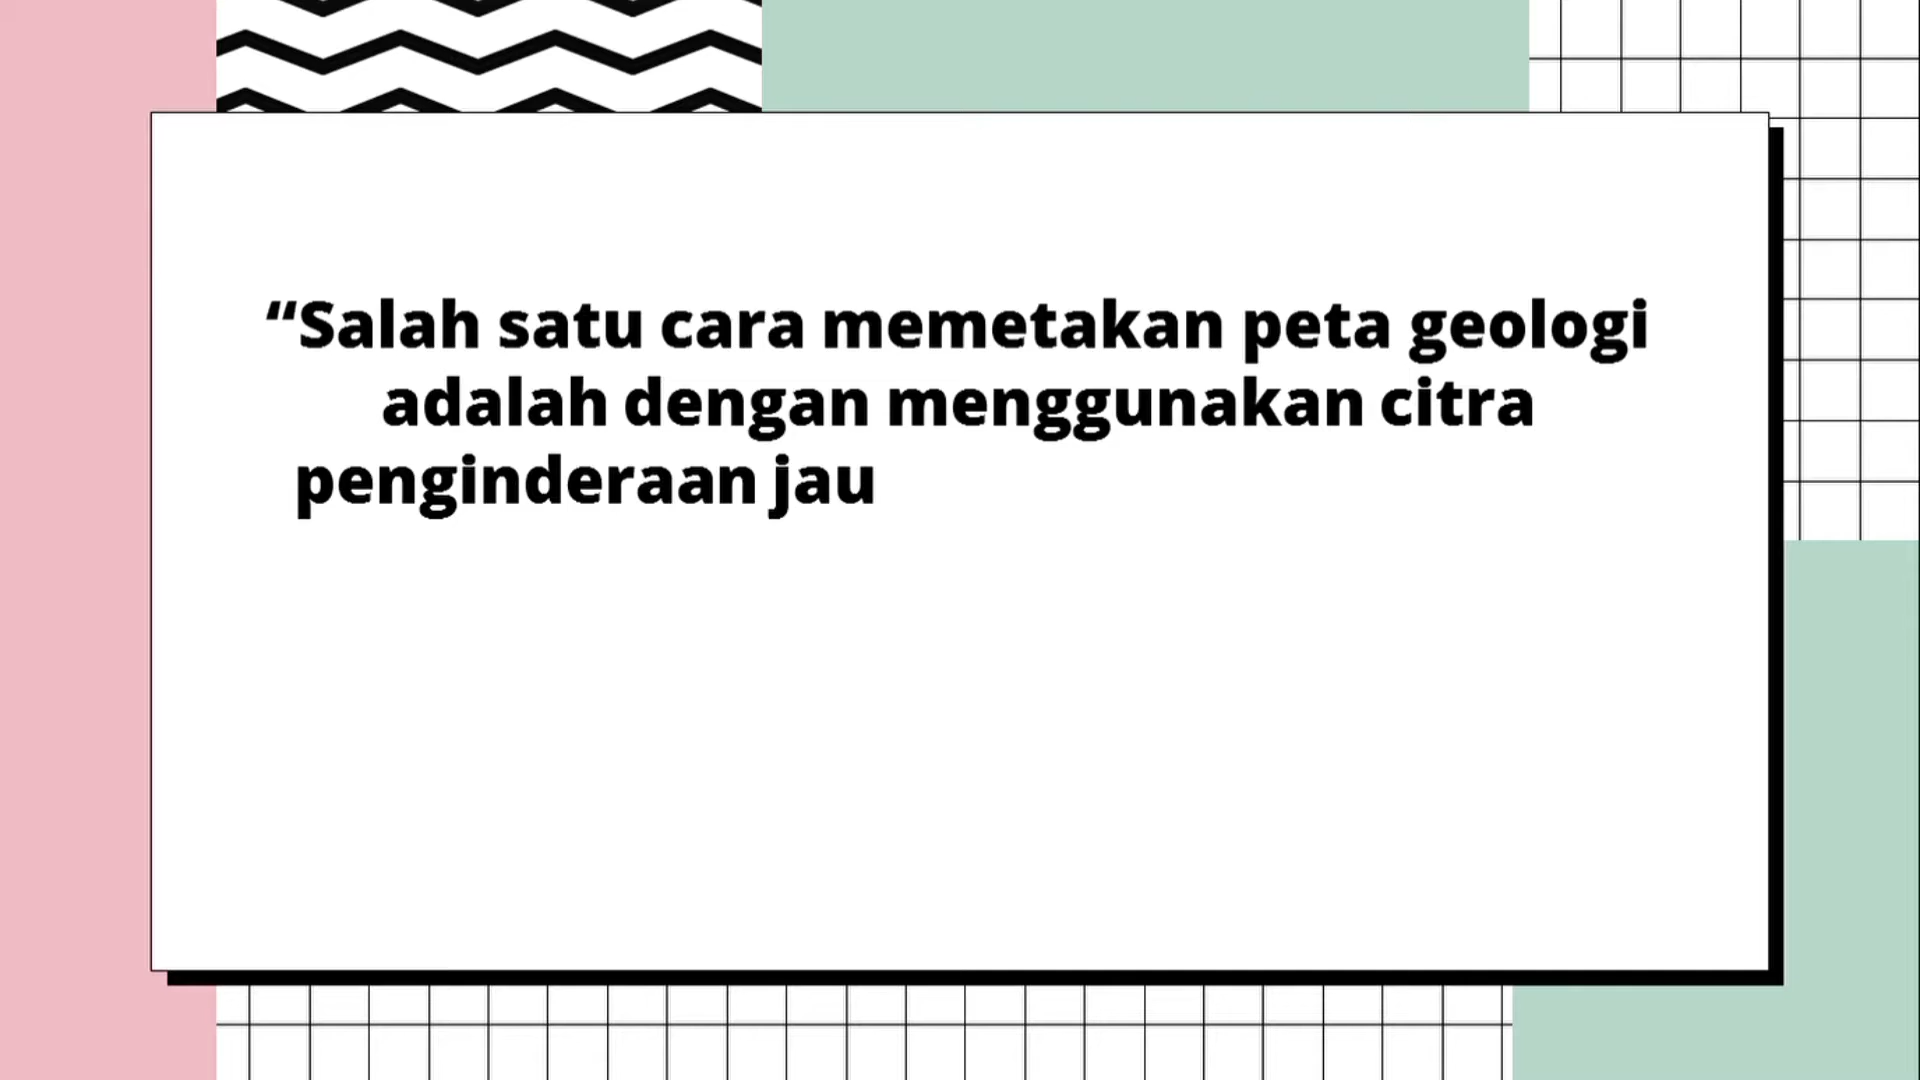 “Salah satu cara memetakan peta geologi
adalah dengan menggunakan citra
penginderaan jau